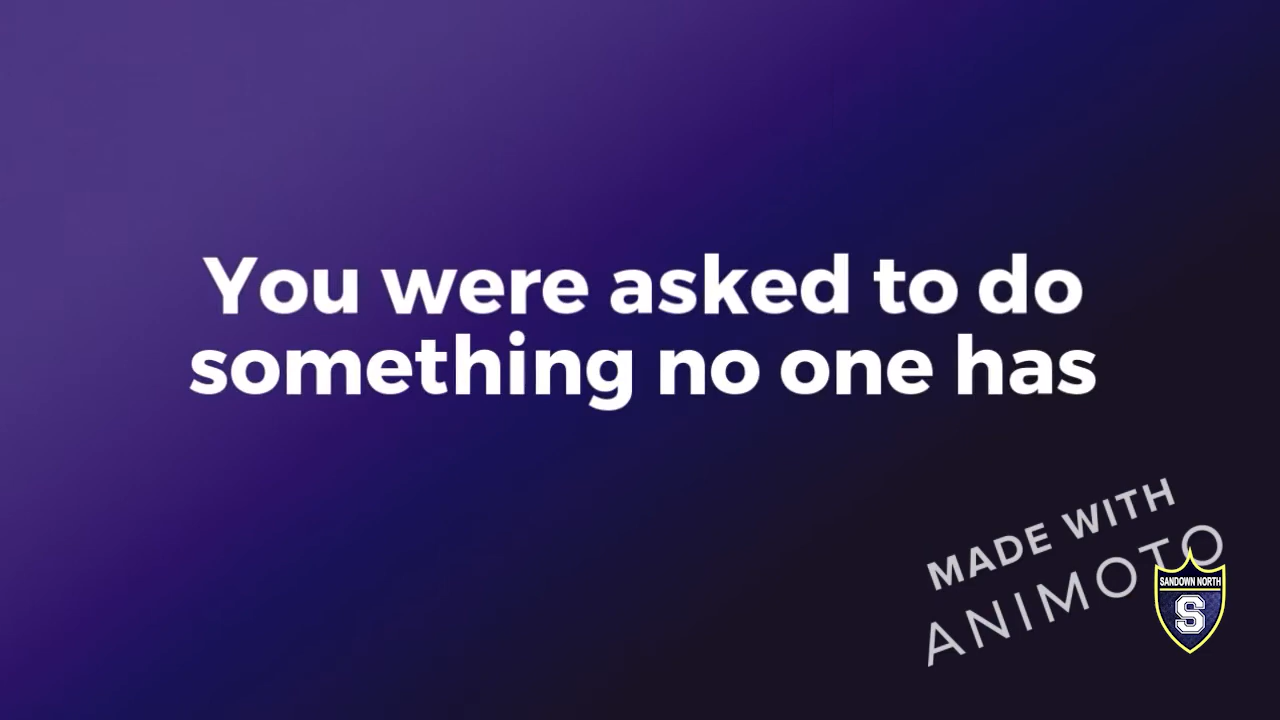 You were asked to do
something no one has
MADE WITH
ANIMOTO
SANDOWN NORTH
S